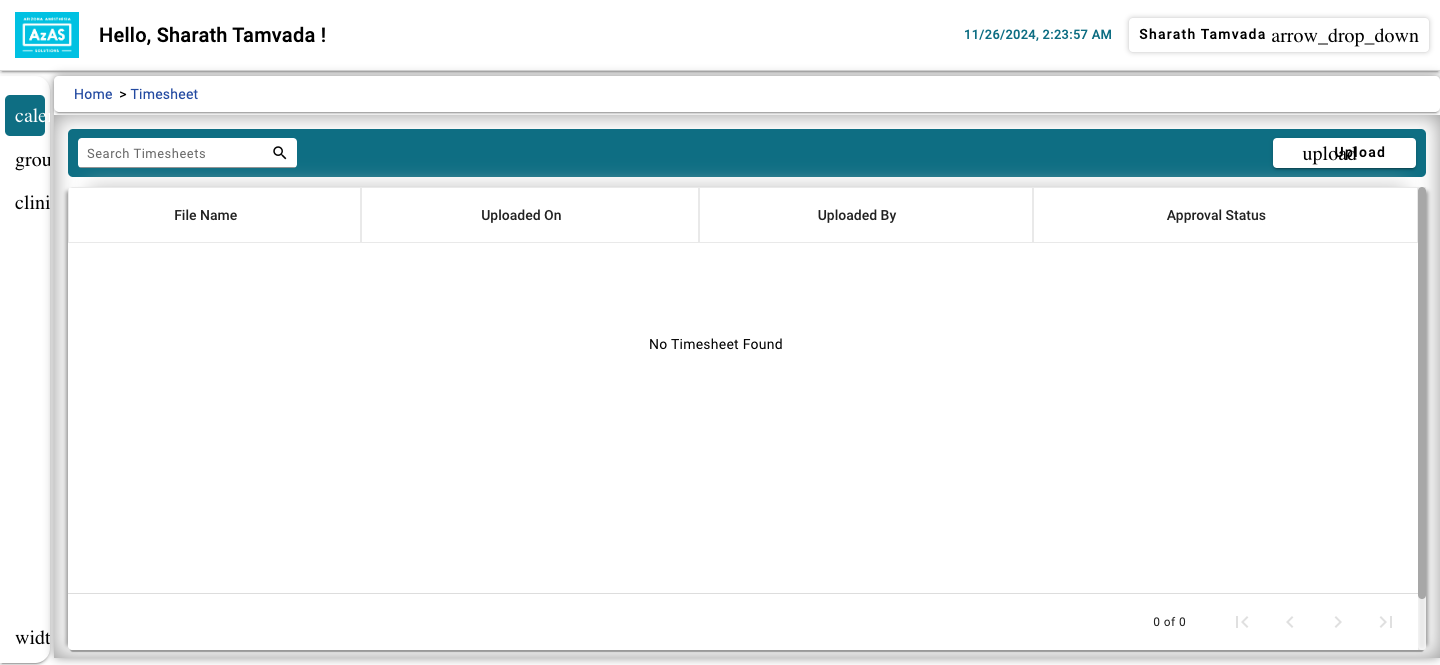 ARIZONA ANESTHESIA
AzAS
SOLUTIONS
Hello, Sharath Tamvada !
11/26/2024, 2:23:57 AM
Sharath Tamvada arrow_drop_down
Home > Timesheet
cale
grou
clini
widt
Search Timesheets
upload Upload
File Name Uploaded On Uploaded By Approval Status
No Timesheet Found
0 of 0